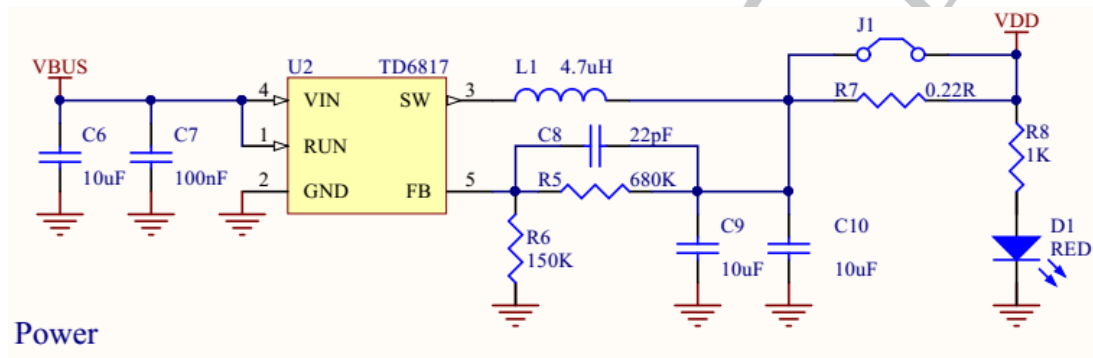 J1
VDD
VBUS
U2 TD6817 L1 4.7uH
4 VIN SW 3 R7 0.22R
C6 C7 1 RUN C8 22pF R8
1K
10uF 100nF 2 GND FB 5 R5 680K
R6 C9 C10 D1
150K RED
10uF 10uF
Power